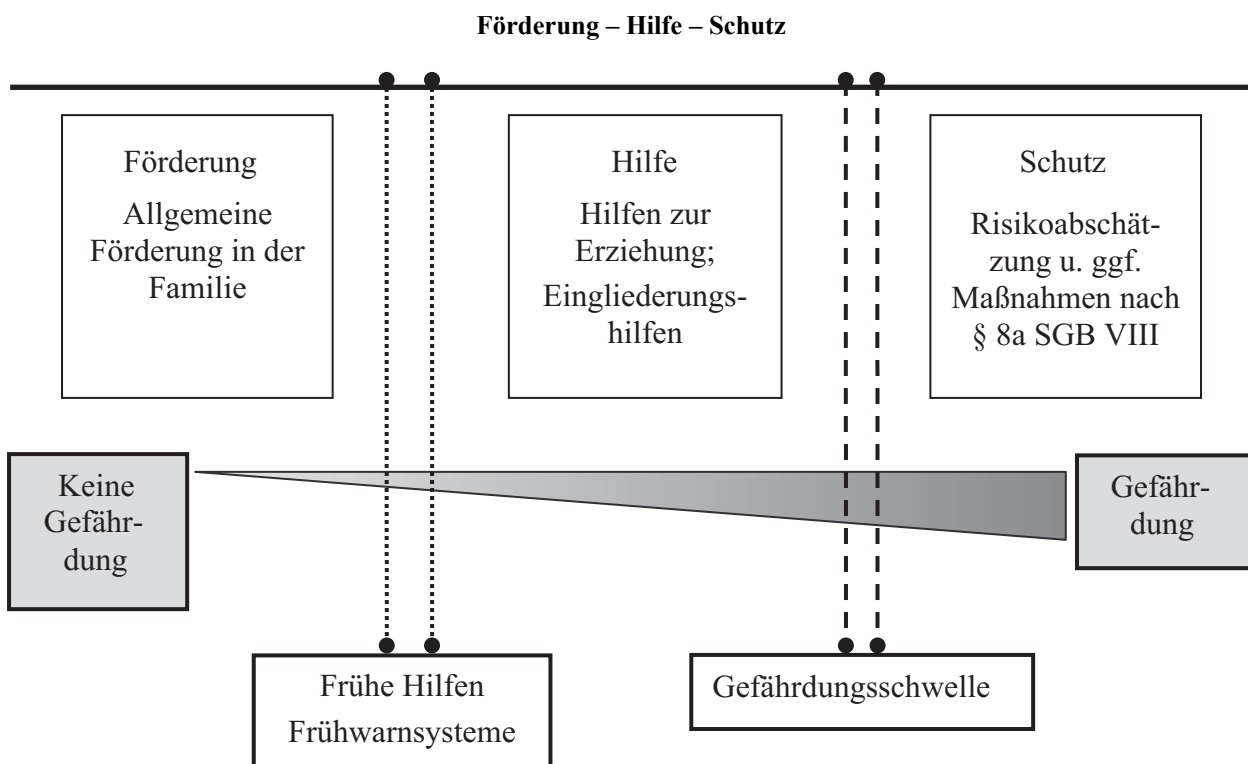 Förderung – Hilfe – Schutz
Förderung
Allgemeine
Förderung in der
Familie
Hilfe
Hilfen zur
Erziehung;
Eingliederungs-
hilfen
Schutz
Risikoabschät-
zung u. ggf.
Maßnahmen nach
§ 8a SGB VIII
Keine
Gefähr-
dung
Gefähr-
dung
Frühe Hilfen
Frühwarnsysteme
Gefährdungsschwelle